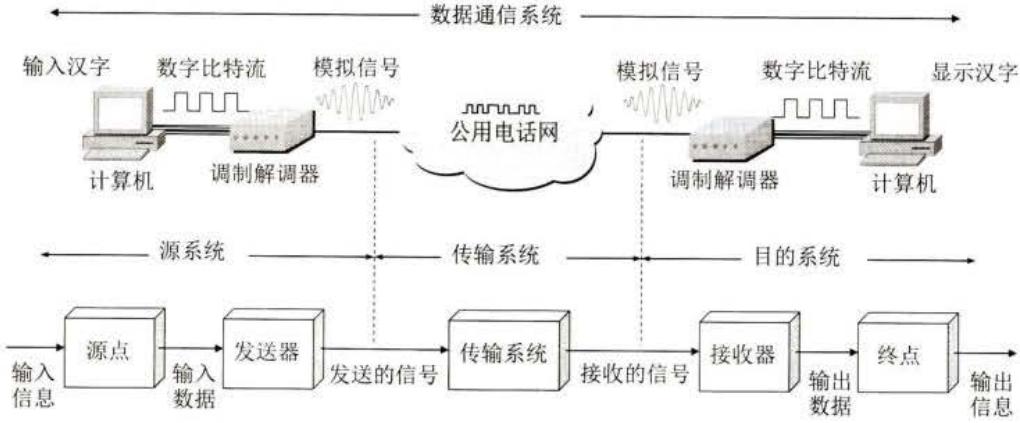 数据通信系统
输入汉字
数字比特流
模拟信号
模拟信号
数字比特流
显示汉字
公用电话网
计算机
调制解调器
调制解调器
计算机
源系统
传输系统
目的系统
源点
发送器
传输系统
接收器
终点
输入
信息
输入
数据
发送的信号
接收的信号
输出
数据
输出
信息